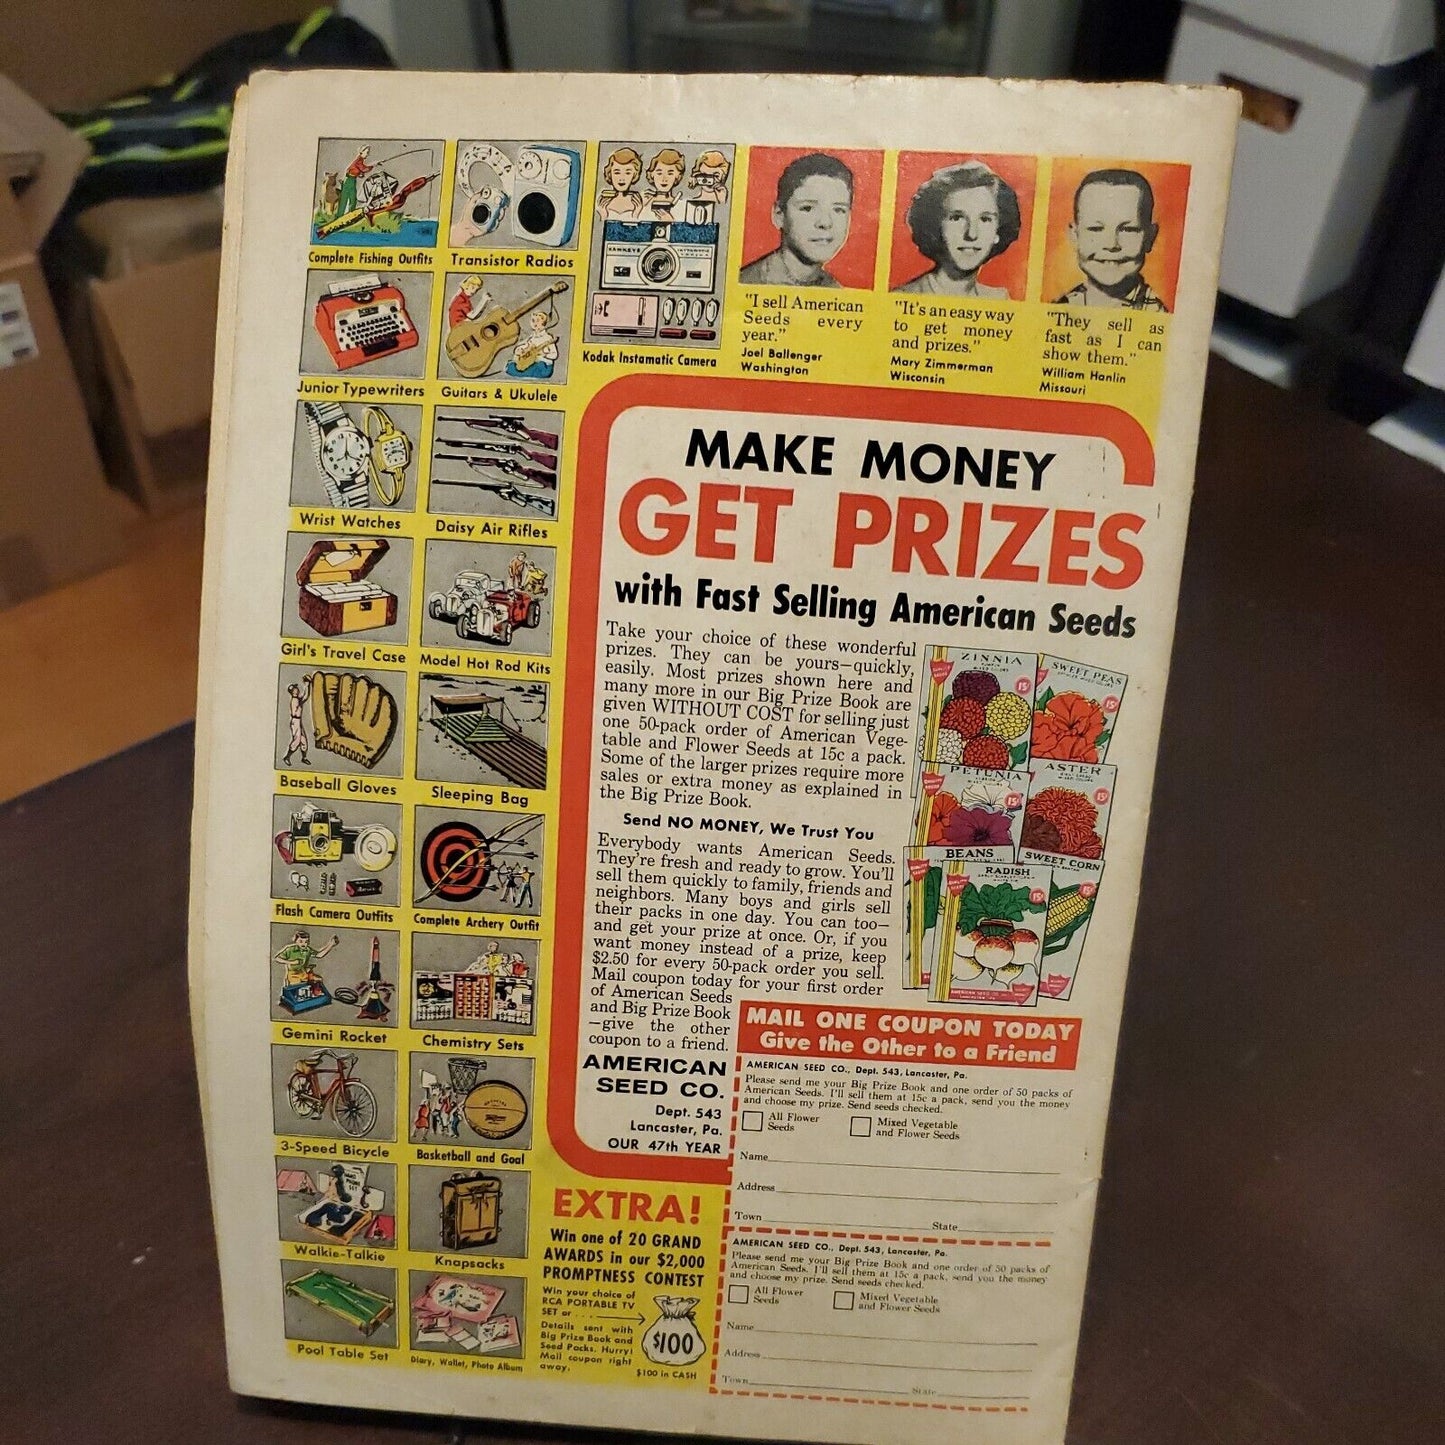 Complete Fishing Outfits
Transistor Radios
HAWKEYE
INSTAMATIC
Kodak Instamatic Camera
"I sell American
Seeds every
year."
Joel Ballenger
Washington
"It's an easy way
to get money
and prizes."
Mary Zimmerman
Wisconsin
"They sell as
fast as I can
show them."
William Hanlin
Missouri
Junior Typewriters
Guitars & Ukulele
Wrist Watches
Daisy Air Rifles
Girl's Travel Case
Model Hot Rod Kits
Baseball Gloves
Sleeping Bag
Flash Camera Outfits
Complete Archery Outfit
Gemini Rocket
Chemistry Sets
3-Speed Bicycle
Basketball and Goal
Walkie-Talkie
Knapsacks
Pool Table Set
Diary, Wallet, Photo Album
MAKE MONEY
GET PRIZES
with Fast Selling American Seeds
Take your choice of these wonderful
prizes. They can be yours—quickly,
easily. Most prizes shown here and
many more in our Big Prize Book are
given WITHOUT COST for selling just
one 50-pack order of American Vege-
table and Flower Seeds at 15c a pack.
Some of the larger prizes require more
sales or extra money as explained in
the Big Prize Book.
Send NO MONEY, We Trust You
Everybody wants American Seeds.
They're fresh and ready to grow. You'll
sell them quickly to family, friends and
neighbors. Many boys and girls sell
their packs in one day. You can too—
and get your prize at once. Or, if you
want money instead of a prize, keep
$2.50 for every 50-pack order you sell.
Mail coupon today for your first order
of American Seeds
and Big Prize Book
—give the other
coupon to a friend.
AMERICAN
SEED CO.
Dept. 543
Lancaster, Pa.
OUR 47th YEAR
ZINNIA
MIXED COLORS
15¢
SWEET PEAS
MIXED COLORS
15¢
PETUNIA
15¢
ASTER
MIXED COLORS
15¢
BEANS
SWEET CORN
15¢
RADISH
15¢
AMERICAN SEED CO.
LANCASTER, PA.
MAIL ONE COUPON TODAY
Give the Other to a Friend
AMERICAN SEED CO., Dept. 543, Lancaster, Pa.
Please send me your Big Prize Book and one order of 50 packs of
American Seeds. I'll sell them at 15c a pack, send you the money
and choose my prize. Send seeds checked.
All Flower
Seeds
Mixed Vegetable
and Flower Seeds
Name
Address
Town State
AMERICAN SEED CO., Dept. 543, Lancaster, Pa.
Please send me your Big Prize Book and one order of 50 packs of
American Seeds. I'll sell them at 15c a pack, send you the money
and choose my prize. Send seeds checked.
All Flower
Seeds
Mixed Vegetable
and Flower Seeds
Name
Address
Town State
EXTRA!
Win one of 20 GRAND
AWARDS in our $2,000
PROMPTNESS CONTEST
Win your choice of
RCA PORTABLE TV
SET or . . .
Details sent with
Big Prize Book and
Seed Packs. Hurry!
Mail coupon right
away.
$100
$100 in CASH